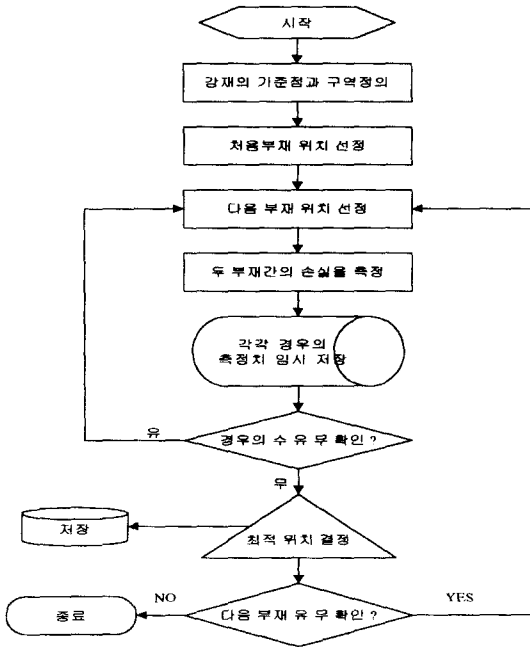 시작
강재의 기준점과 구역정의
처음부재 위치 선정
다음 부재 위치 선정
두 부재간의 손실율 측정
각각 경우의
측정치 임시 저장
유
경우의 수 유 무 확인 ?
무
저장
최적 위치 결정
NO
YES
종료
다음 부재 유 무 확인 ?